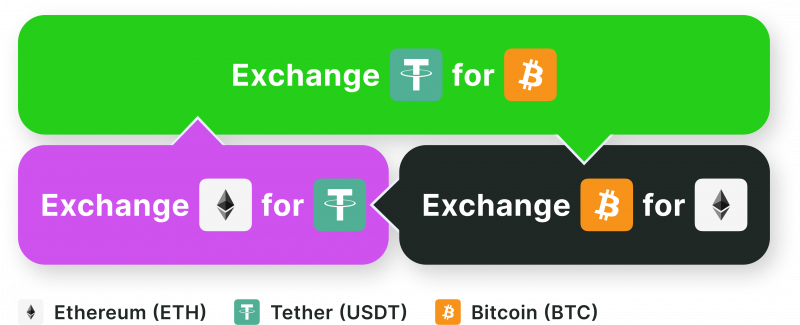 Exchange T for ₿
Exchange for T
Exchange ₿ for
Ethereum (ETH) T Tether (USDT) ₿ Bitcoin (BTC)